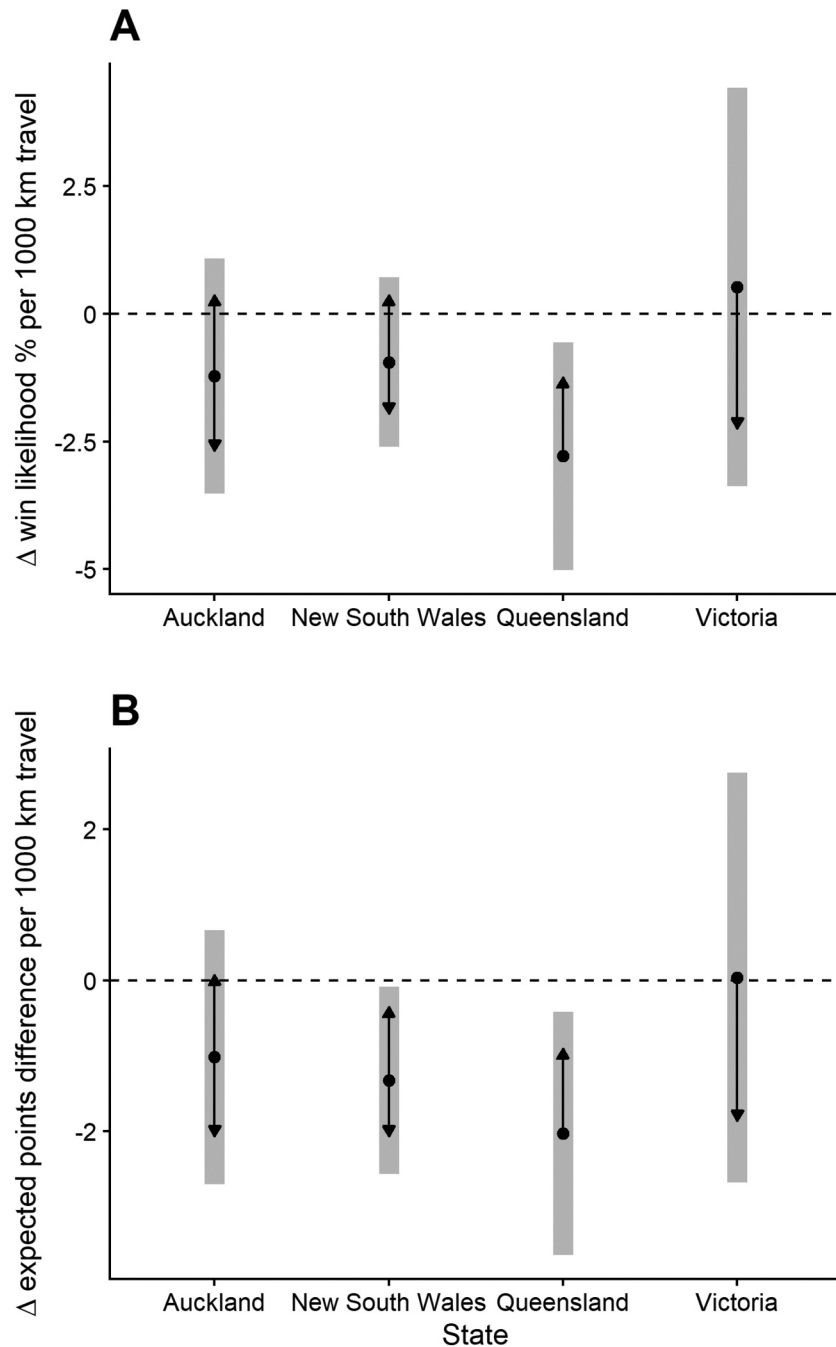 A
Δ win likelihood % per 1000 km travel
2.5
0
-2.5
-5
Auckland New South Wales Queensland Victoria
B
Δ expected points difference per 1000 km travel
2
0
-2
Auckland New South Wales Queensland Victoria
State